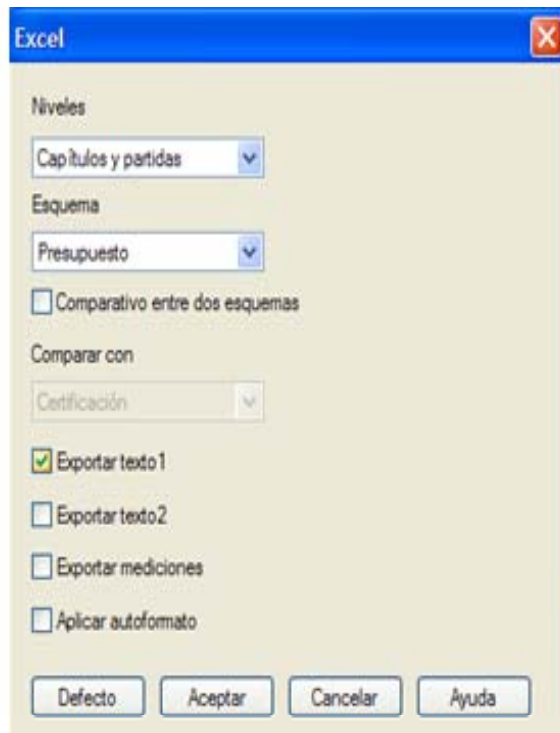 Excel
Niveles
Capítulos y partidas
Esquema
Presupuesto
Comparativo entre dos esquemas
Comparar con
Certificación
Exportar texto1
Exportar texto2
Exportar mediciones
Aplicar autoformato
Defecto Aceptar Cancelar Ayuda